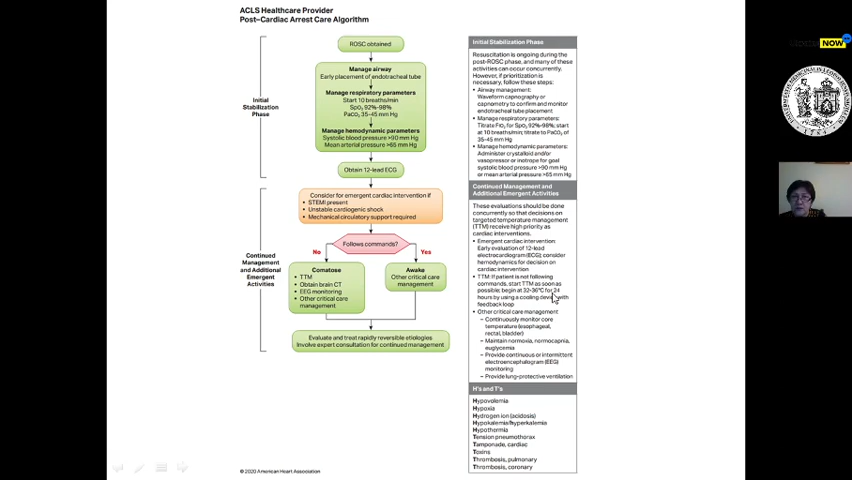 ACLS Healthcare Provider
Post–Cardiac Arrest Care Algorithm
Initial
Stabilization
Phase
ROSC obtained
Manage airway
Early placement of endotracheal tube
Manage respiratory parameters
Start 10 breaths/min
SpO2 92%–98%
PaCO2 35–45 mm Hg
Manage hemodynamic parameters
Systolic blood pressure >90 mm Hg
Mean arterial pressure >65 mm Hg
Obtain 12-lead ECG
Continued
Management
and Additional
Emergent
Activities
Consider for emergent cardiac intervention if
• STEMI present
• Unstable cardiogenic shock
• Mechanical circulatory support required
Follows commands?
No
Yes
Comatose
• TTM
• Obtain brain CT
• EEG monitoring
• Other critical care
management
Awake
Other critical care
management
Evaluate and treat rapidly reversible etiologies
Involve expert consultation for continued management
Initial Stabilization Phase
Resuscitation is ongoing during the
post-ROSC phase, and many of these
activities can occur concurrently.
However, if prioritization is
necessary, follow these steps:
• Airway management:
Waveform capnography or
capnometry to confirm and monitor
endotracheal tube placement
• Manage respiratory parameters:
Titrate FIO2 for SpO2 92%–98%; start
at 10 breaths/min; titrate to PaCO2 of
35–45 mm Hg
• Manage hemodynamic parameters:
Administer crystalloid and/or
vasopressor or inotrope for goal
systolic blood pressure >90 mm Hg
or mean arterial pressure >65 mm Hg
Continued Management and
Additional Emergent Activities
These evaluations should be done
concurrently so that decisions on
targeted temperature management
(TTM) receive high priority as
cardiac interventions.
• Emergent cardiac intervention:
Early evaluation of 12-lead
electrocardiogram (ECG); consider
hemodynamics for decision on
cardiac intervention
• TTM: If patient is not following
commands, start TTM as soon as
possible; begin at 32-36°C for 24
hours by using a cooling device with
feedback loop
• Other critical care management
– Continuously monitor core
temperature (esophageal,
rectal, bladder)
– Maintain normoxia, normocapnia,
euglycemia
– Provide continuous or intermittent
electroencephalogram (EEG)
monitoring
– Provide lung-protective ventilation
H's and T's
Hypovolemia
Hypoxia
Hydrogen ion (acidosis)
Hypokalemia/hyperkalemia
Hypothermia
Tension pneumothorax
Tamponade, cardiac
Toxins
Thrombosis, pulmonary
Thrombosis, coronary
© 2020 American Heart Association
NOW